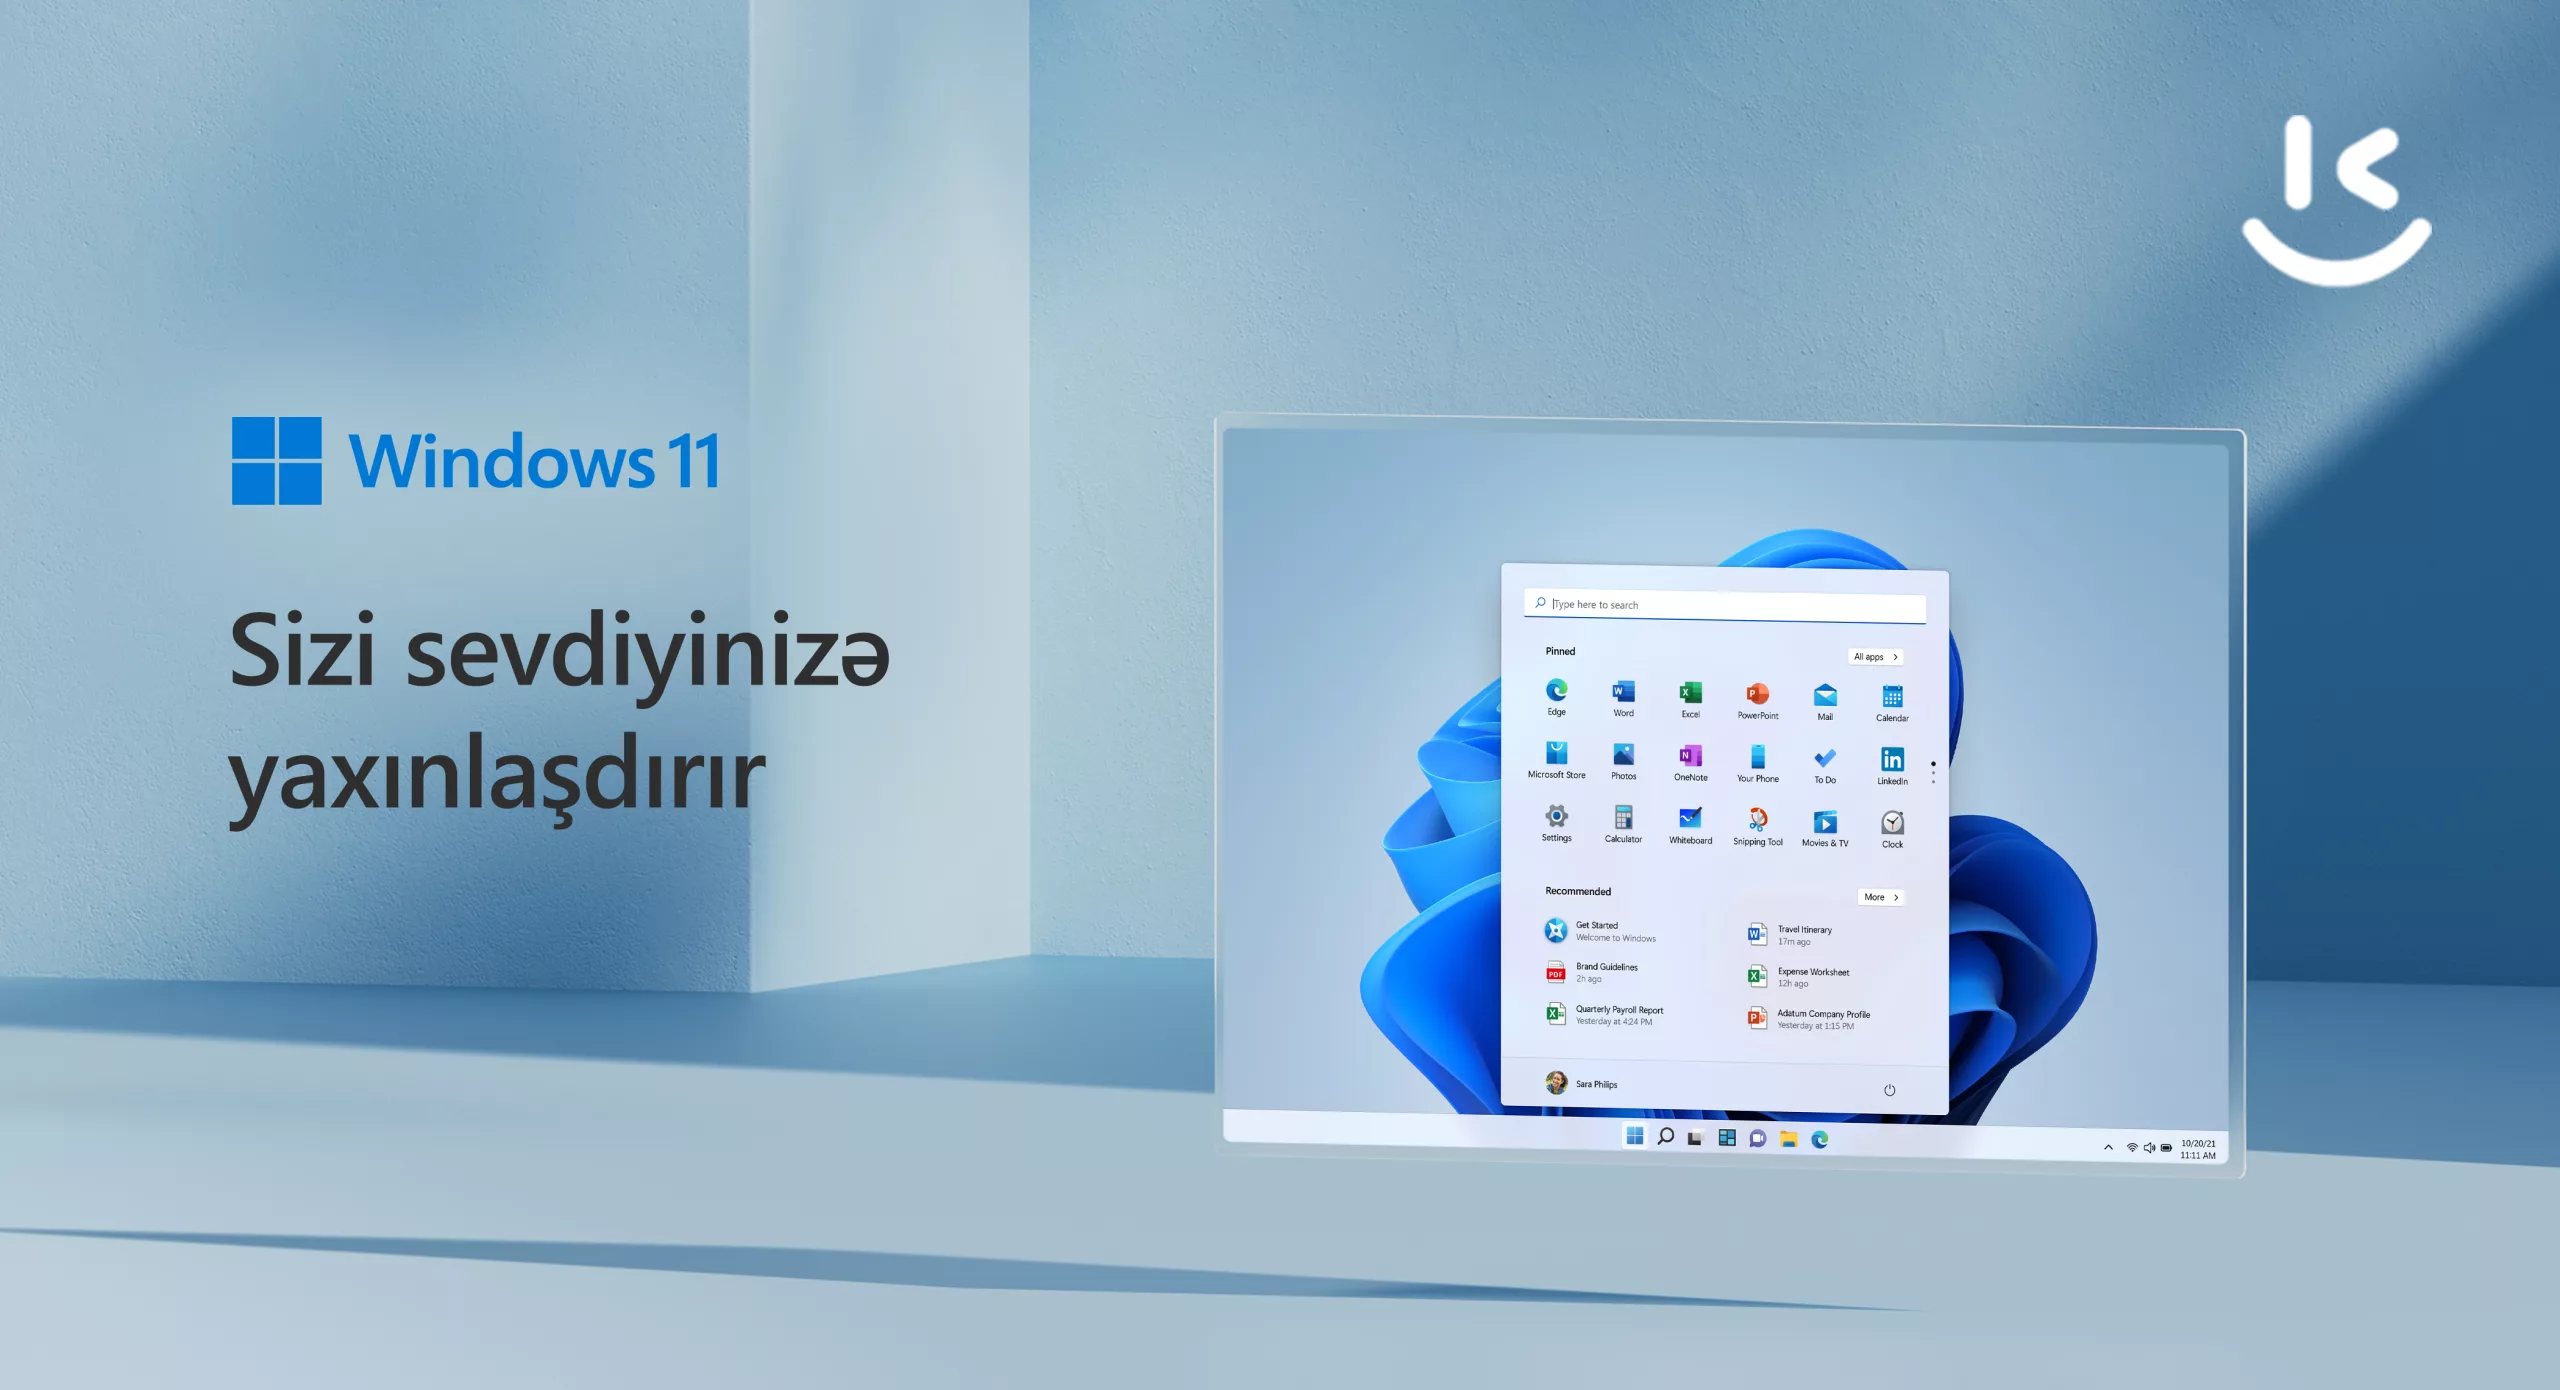 Windows 11
Sizi sevdiyinizə
yaxınlaşdırır
Type here to search
Pinned
All apps >
Edge Word Excel PowerPoint Mail Calendar
Microsoft Store Photos OneNote Your Phone To Do LinkedIn
Settings Calculator Whiteboard Snipping Tool Movies & TV Clock
Recommended
More >
Get Started
Welcome to Windows
Travel Itinerary
17m ago
Brand Guidelines
2h ago
Expense Worksheet
12h ago
Quarterly Payroll Report
Yesterday at 4:24 PM
Adatum Company Profile
Yesterday at 1:15 PM
Sara Philips
10/20/21
11:11 AM